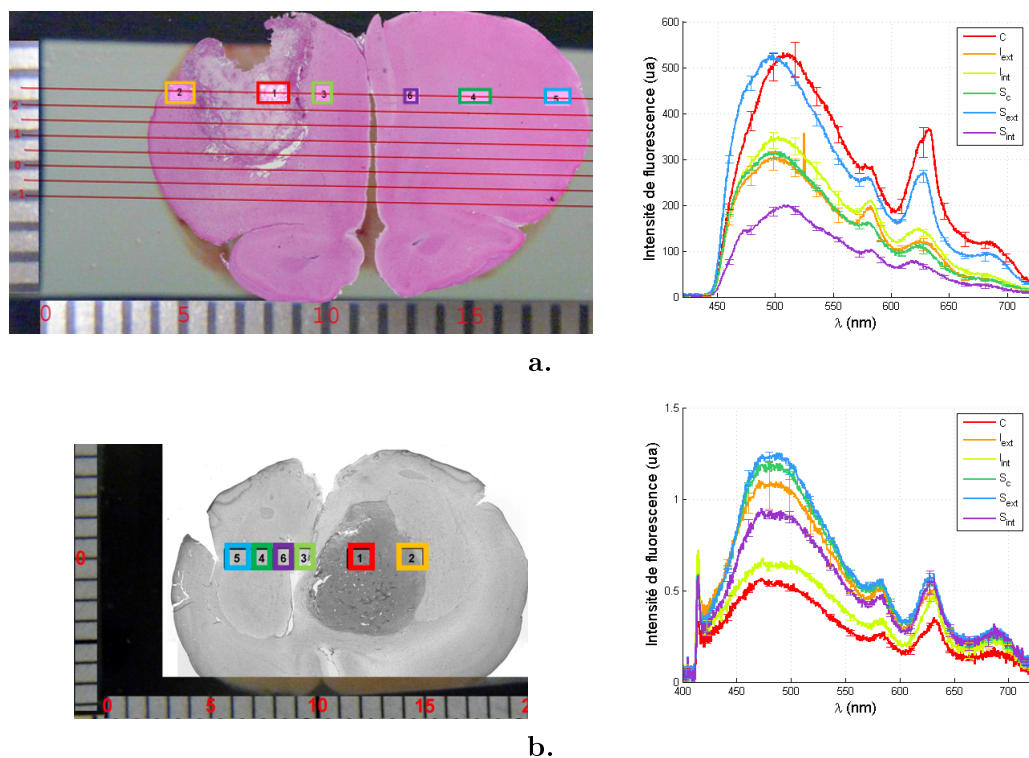 600
500
400
300
200
100
0
450 500 550 600 650 700
Intensité de fluorescence (ua)
λ (nm)
C
I_ext
I_int
S_c
S_ext
S_int
2 1 3 6 4 5
2
1
0
-1
0 5 10 15
a.
1.5
1
0.5
0
400 450 500 550 600 650 700
Intensité de fluorescence (ua)
λ (nm)
C
I_ext
I_int
S_c
S_ext
S_int
5 4 6 3 1 2
0
0 5 10 15 2
b.